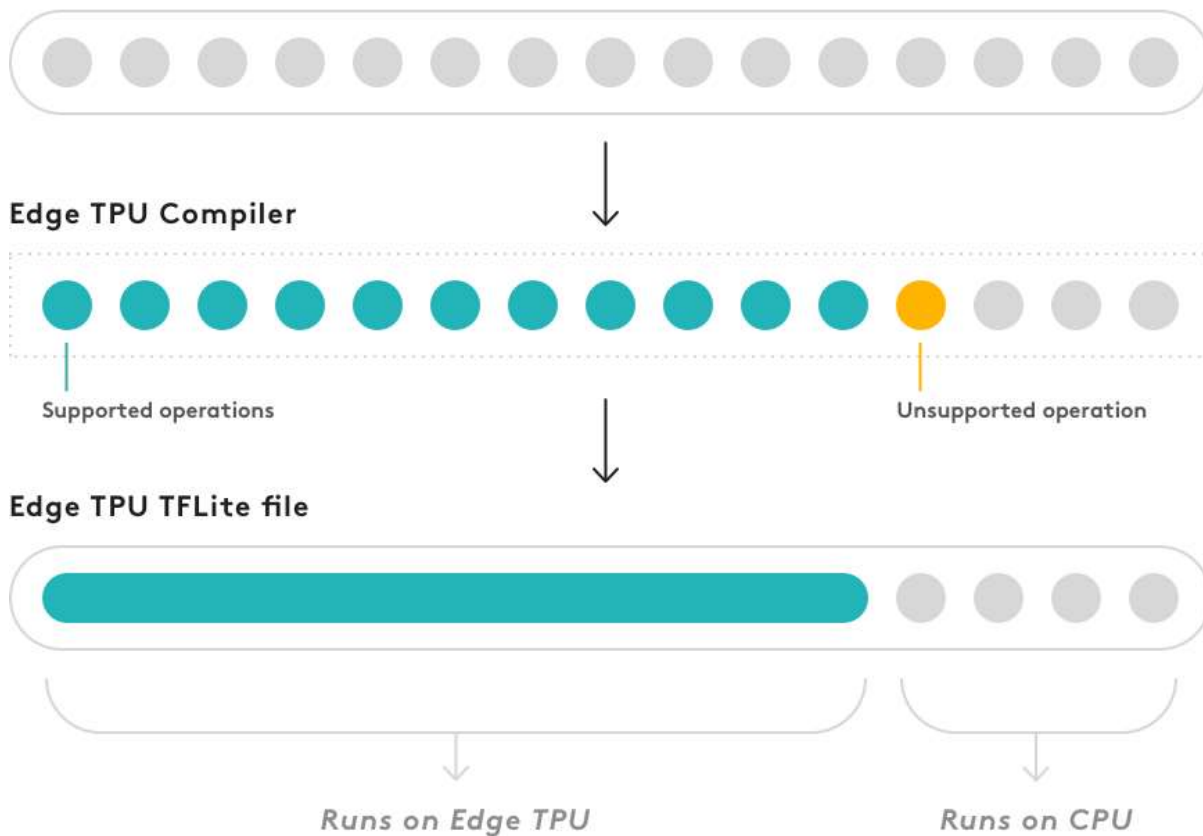 Edge TPU Compiler
Supported operations
Unsupported operation
Edge TPU TFLite file
Runs on Edge TPU
Runs on CPU